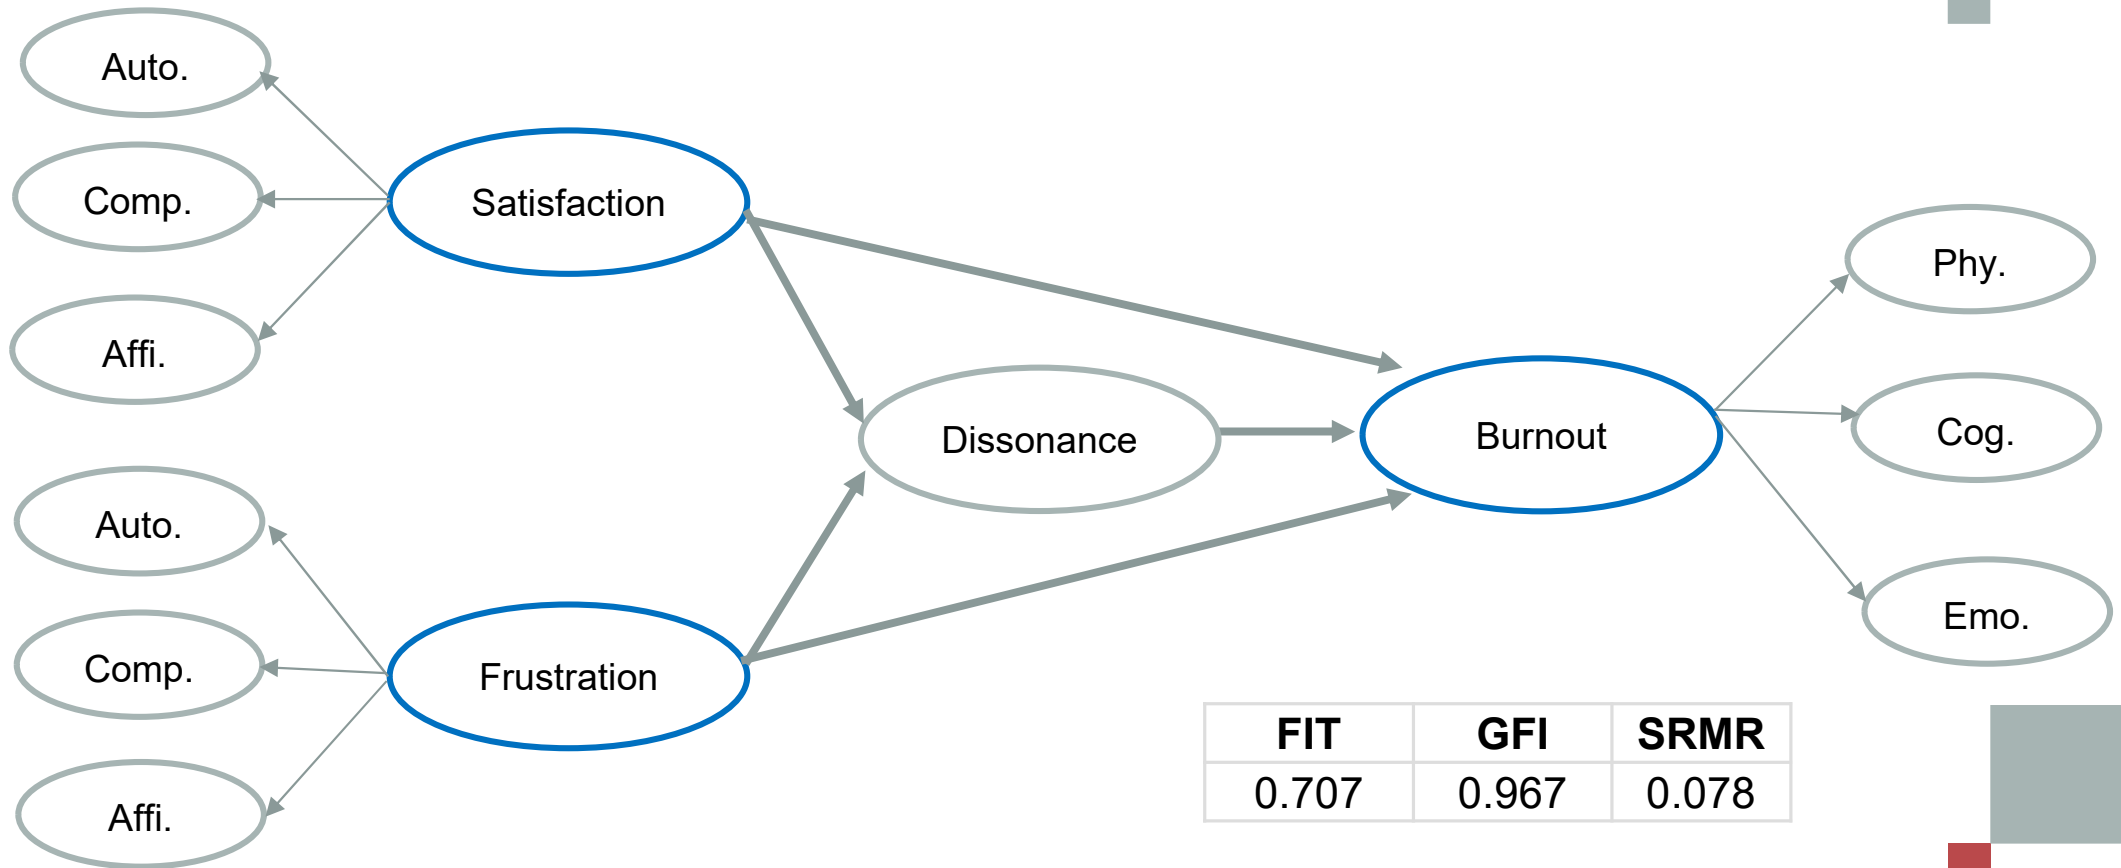 Auto.
Comp.
Affi.
Satisfaction
Auto.
Comp.
Affi.
Frustration
Dissonance
Burnout
Phy.
Cog.
Emo.
FIT GFI SRMR
0.707 0.967 0.078